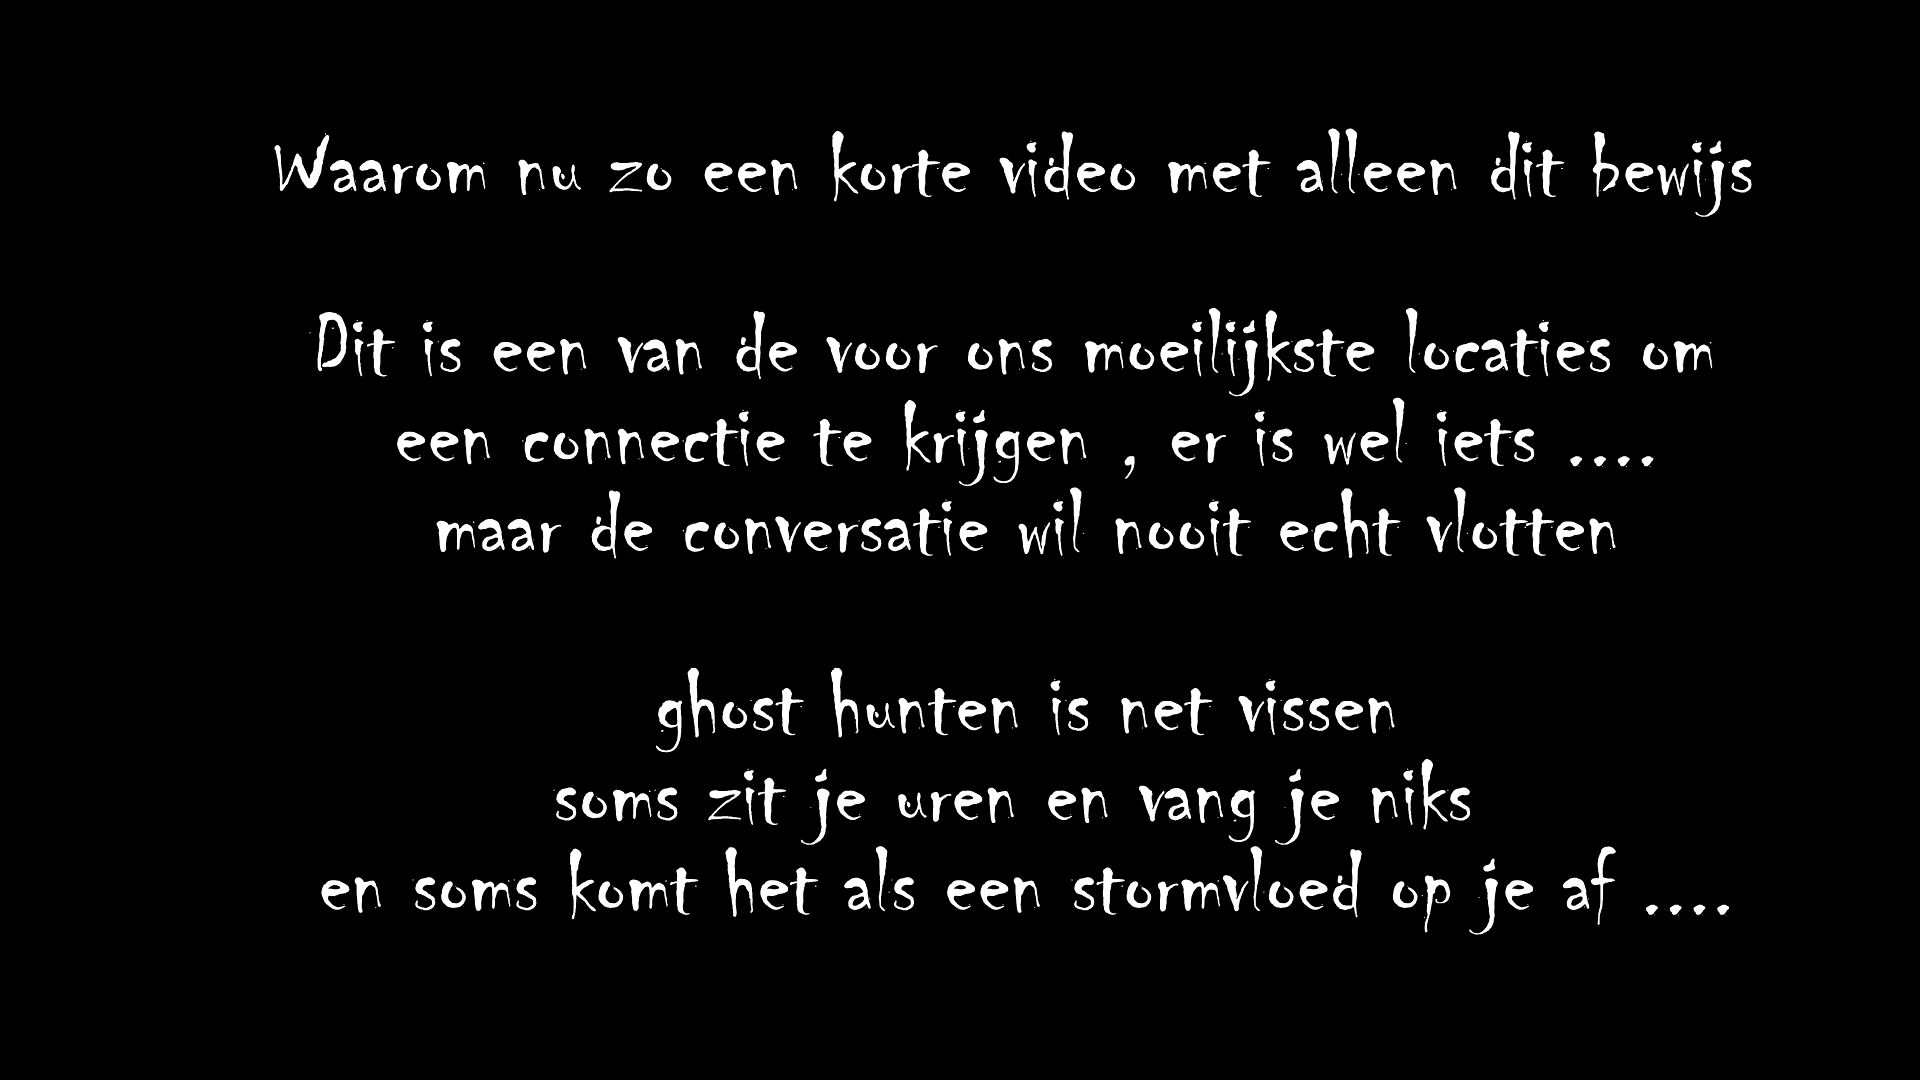 Waarom nu zo een korte video met alleen dit bewijs
Dit is een van de voor ons moeilijkste locaties om
een connectie te krijgen , er is wel iets ....
maar de conversatie wil nooit echt vlotten
ghost hunten is net vissen
soms zit je uren en vang je niks
en soms komt het als een stormvloed op je af ....